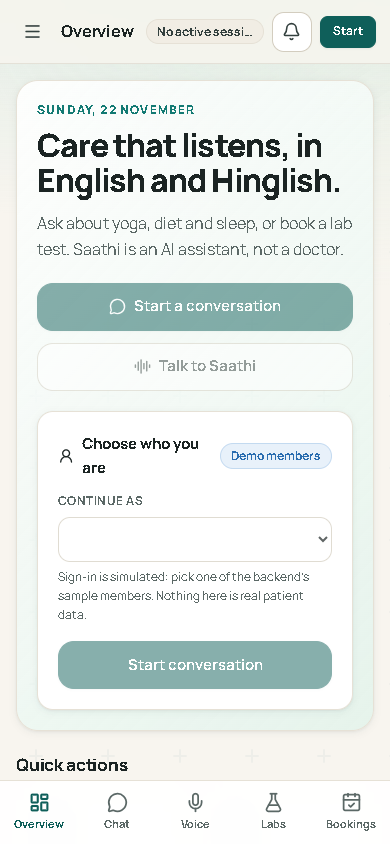 Overview
No active sessi...
Start
SUNDAY, 22 NOVEMBER
Care that listens, in
English and Hinglish.
Ask about yoga, diet and sleep, or book a lab
test. Saathi is an AI assistant, not a doctor.
Start a conversation
Talk to Saathi
Choose who you
are
Demo members
CONTINUE AS
Sign-in is simulated: pick one of the backend's
sample members. Nothing here is real patient
data.
Start conversation
Quick actions
Overview
Chat
Voice
Labs
Bookings